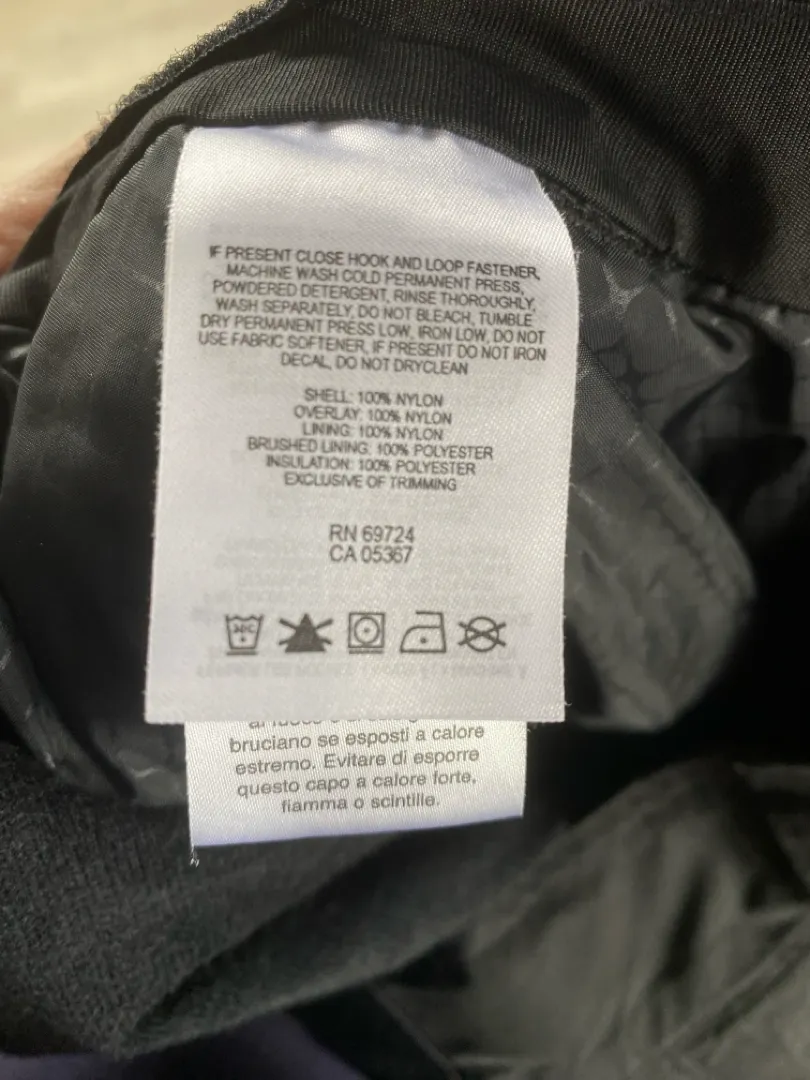 IF PRESENT CLOSE HOOK AND LOOP FASTENER,
MACHINE WASH COLD PERMANENT PRESS,
POWDERED DETERGENT, RINSE THOROUGHLY,
WASH SEPARATELY, DO NOT BLEACH, TUMBLE
DRY PERMANENT PRESS LOW, IRON LOW, DO NOT
USE FABRIC SOFTENER, IF PRESENT DO NOT IRON
DECAL, DO NOT DRYCLEAN
SHELL: 100% NYLON
OVERLAY: 100% NYLON
LINING: 100% NYLON
BRUSHED LINING: 100% POLYESTER
INSULATION: 100% POLYESTER
EXCLUSIVE OF TRIMMING
RN 69724
CA 05367
30C
bruciano se esposti a calore
estremo. Evitare di esporre
questo capo a calore forte,
fiamma o scintille.